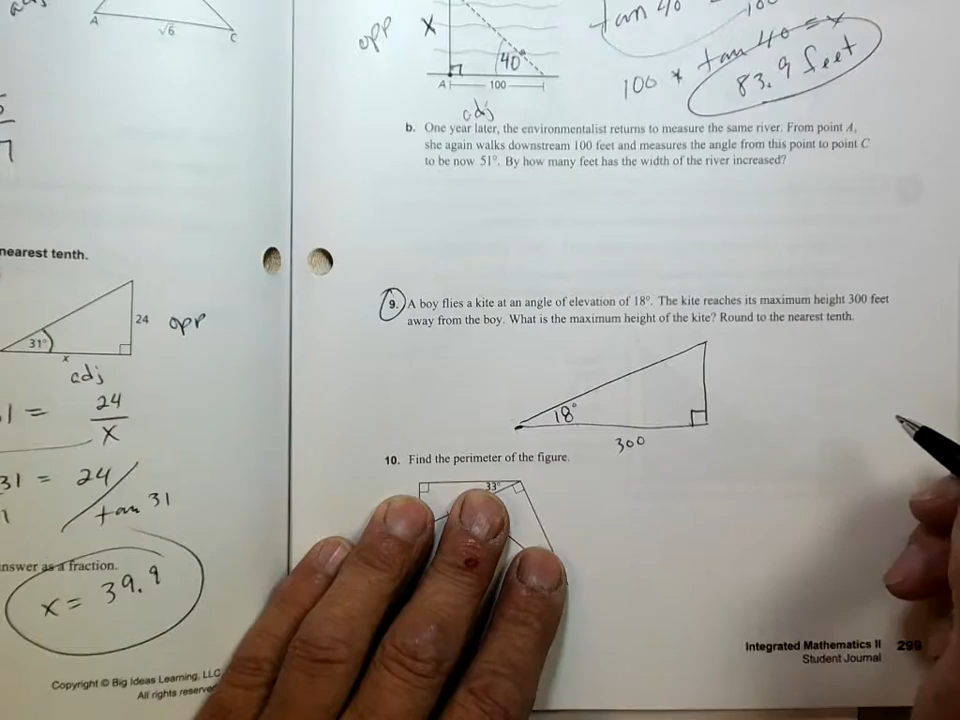 A
√6
C
nearest tenth.
31°
24
opp
x
adj
24
31 =
x
31 = 24
tan 31
answer as a fraction.
x = 39.9
Copyright © Big Ideas Learning, LLC
All rights reserved
opp
x
40°
A
100
adj
tan 40
100 * tan 40 = x
83.9 feet
b. One year later, the environmentalist returns to measure the same river. From point A,
she again walks downstream 100 feet and measures the angle from this point to point C
to be now 51°. By how many feet has the width of the river increased?
9. A boy flies a kite at an angle of elevation of 18°. The kite reaches its maximum height 300 feet
away from the boy. What is the maximum height of the kite? Round to the nearest tenth.
18°
300
10. Find the perimeter of the figure.
33°
Integrated Mathematics II 299
Student Journal